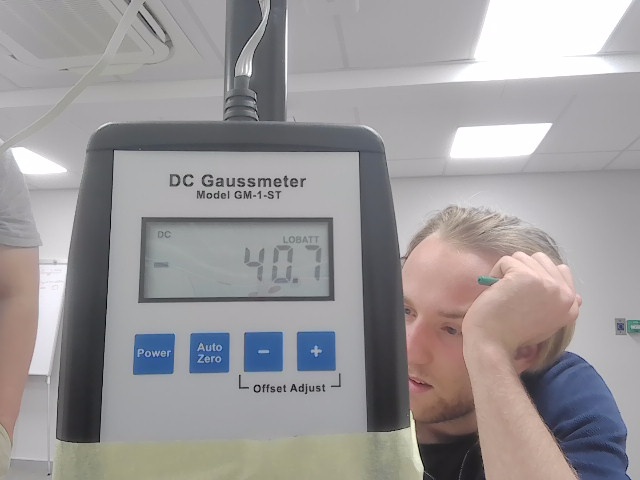 DC Gaussmeter
Model GM-1-ST
DC
LOBATT
-40.7
Power
Auto
Zero
-
+
Offset Adjust